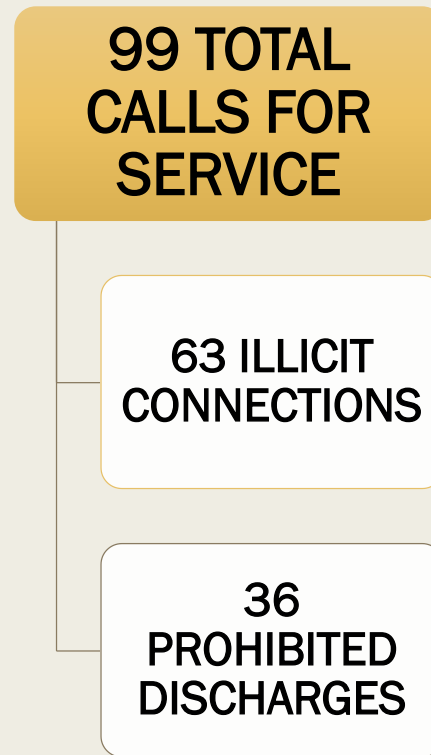 99 TOTAL
CALLS FOR
SERVICE
63 ILLICIT
CONNECTIONS
36
PROHIBITED
DISCHARGES